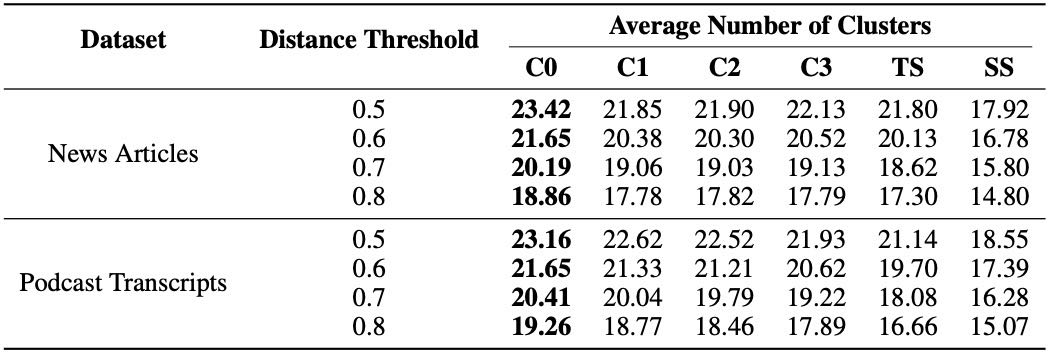 Average Number of Clusters
Dataset Distance Threshold
C0 C1 C2 C3 TS SS
0.5 23.42 21.85 21.90 22.13 21.80 17.92
0.6 21.65 20.38 20.30 20.52 20.13 16.78
News Articles
0.7 20.19 19.06 19.03 19.13 18.62 15.80
0.8 18.86 17.78 17.82 17.79 17.30 14.80
0.5 23.16 22.62 22.52 21.93 21.14 18.55
0.6 21.65 21.33 21.21 20.62 19.70 17.39
Podcast Transcripts
0.7 20.41 20.04 19.79 19.22 18.08 16.28
0.8 19.26 18.77 18.46 17.89 16.66 15.07